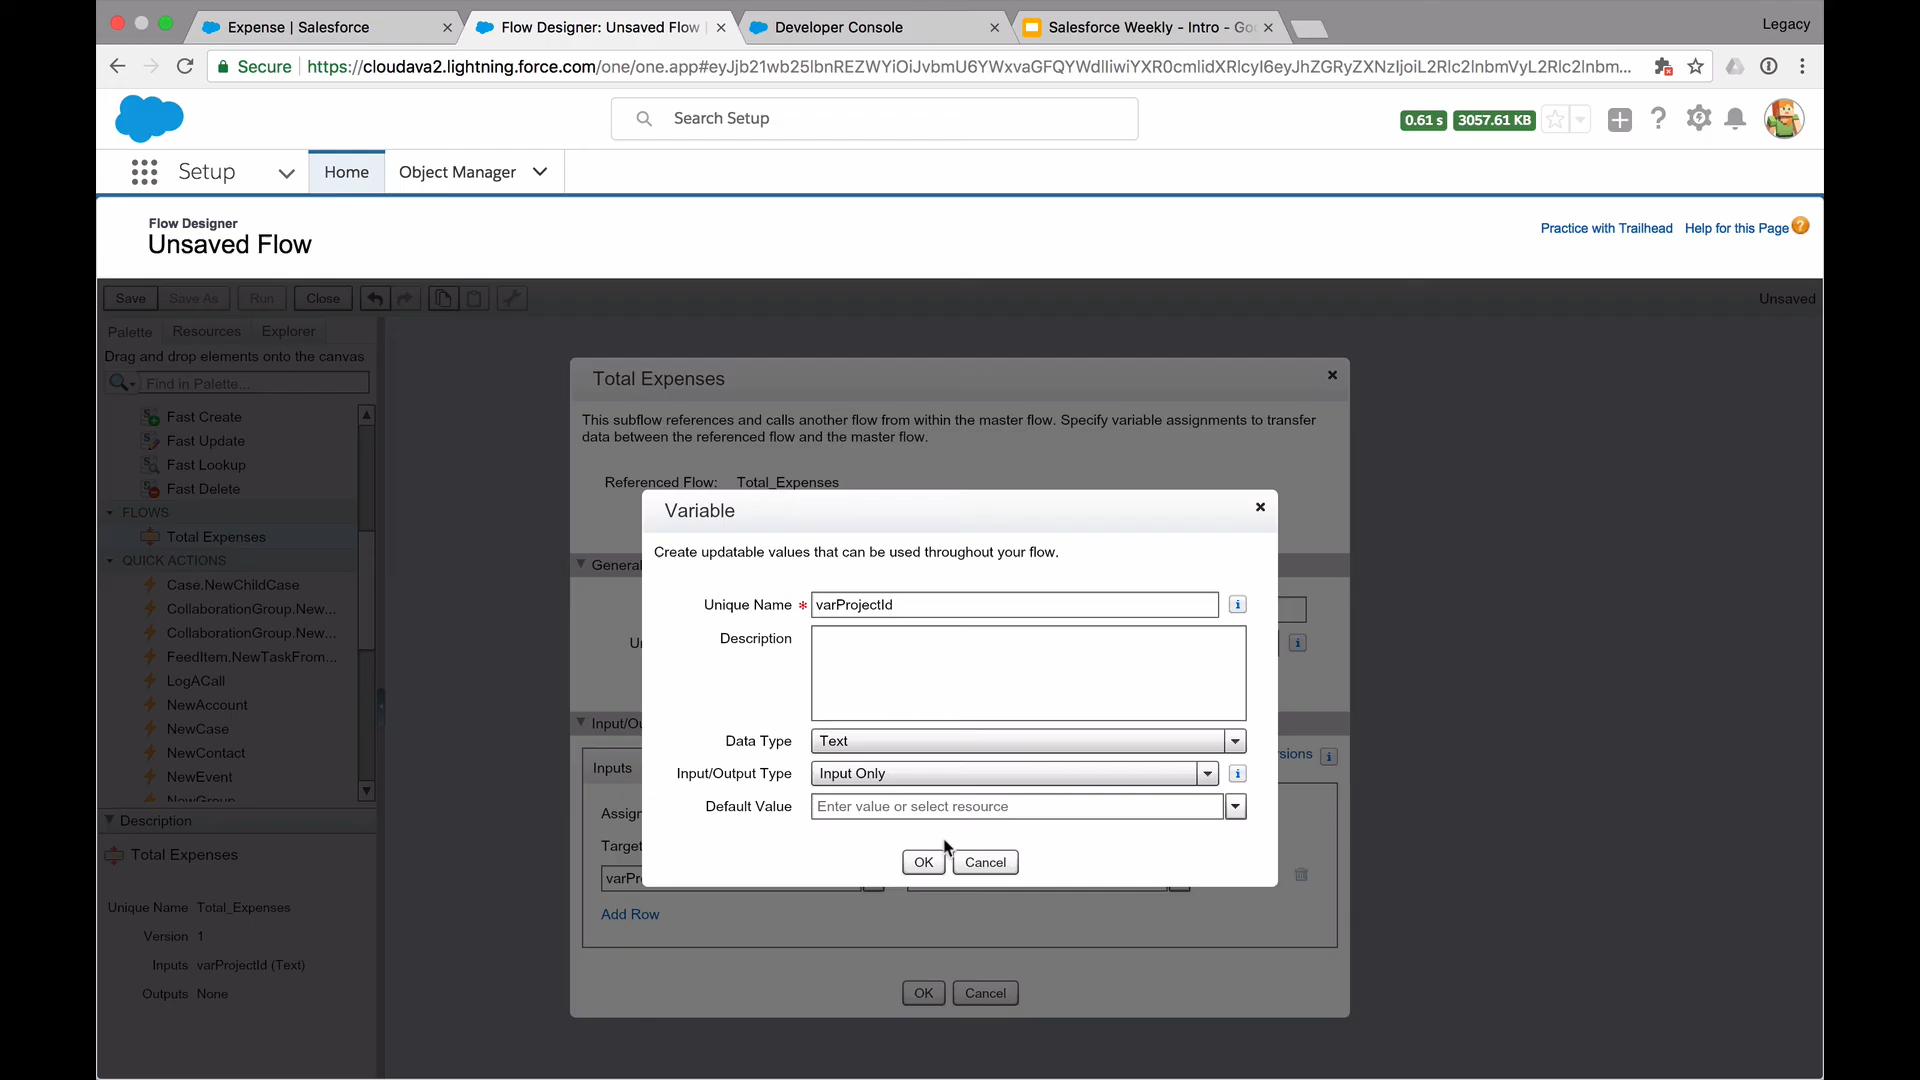 Legacy
Expense | Salesforce
Flow Designer: Unsaved Flow
Developer Console
Salesforce Weekly - Intro - Goo
Secure
https://cloudava2.lightning.force.com/one/one.app#eyJjb21wb25lbnREZWYiOiJvbmU6YWxvaGFQYWdlIiwiYXR0cmlidXRlcyI6eyJhZGRyZXNzIjoiL2Rlc2lnbmVyL2Rlc2lnbm...
Search Setup
0.61 s
3057.61 KB
Setup
Home
Object Manager
Flow Designer
Unsaved Flow
Practice with Trailhead
Help for this Page
Save
Save As
Run
Close
Unsaved
Palette
Resources
Explorer
Drag and drop elements onto the canvas
Find in Palette...
Fast Create
Fast Update
Fast Lookup
Fast Delete
FLOWS
Total Expenses
QUICK ACTIONS
Case.NewChildCase
CollaborationGroup.New...
CollaborationGroup.New...
FeedItem.NewTaskFrom...
LogACall
NewAccount
NewCase
NewContact
NewEvent
NewGroup
Description
Total Expenses
Unique Name Total_Expenses
Version 1
Inputs varProjectId (Text)
Outputs None
Total Expenses
This subflow references and calls another flow from within the master flow. Specify variable assignments to transfer
data between the referenced flow and the master flow.
Referenced Flow: Total_Expenses
General
Un
Input/Ou
rsions
Inputs
Assign
Target
varPr
Add Row
OK
Cancel
Variable
Create updatable values that can be used throughout your flow.
Unique Name * varProjectId
Description
Data Type Text
Input/Output Type Input Only
Default Value Enter value or select resource
OK
Cancel